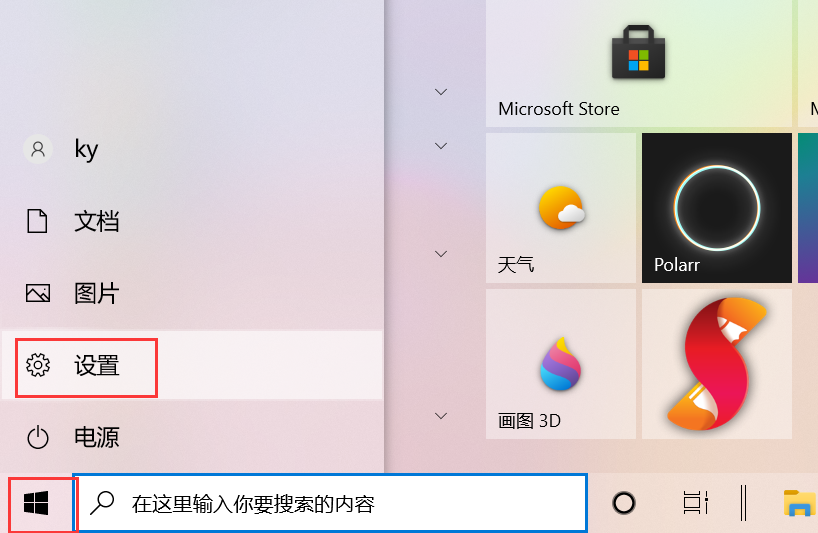 ky
文档
图片
设置
电源
Microsoft Store
天气
Polarr
画图 3D
在这里输入你要搜索的内容